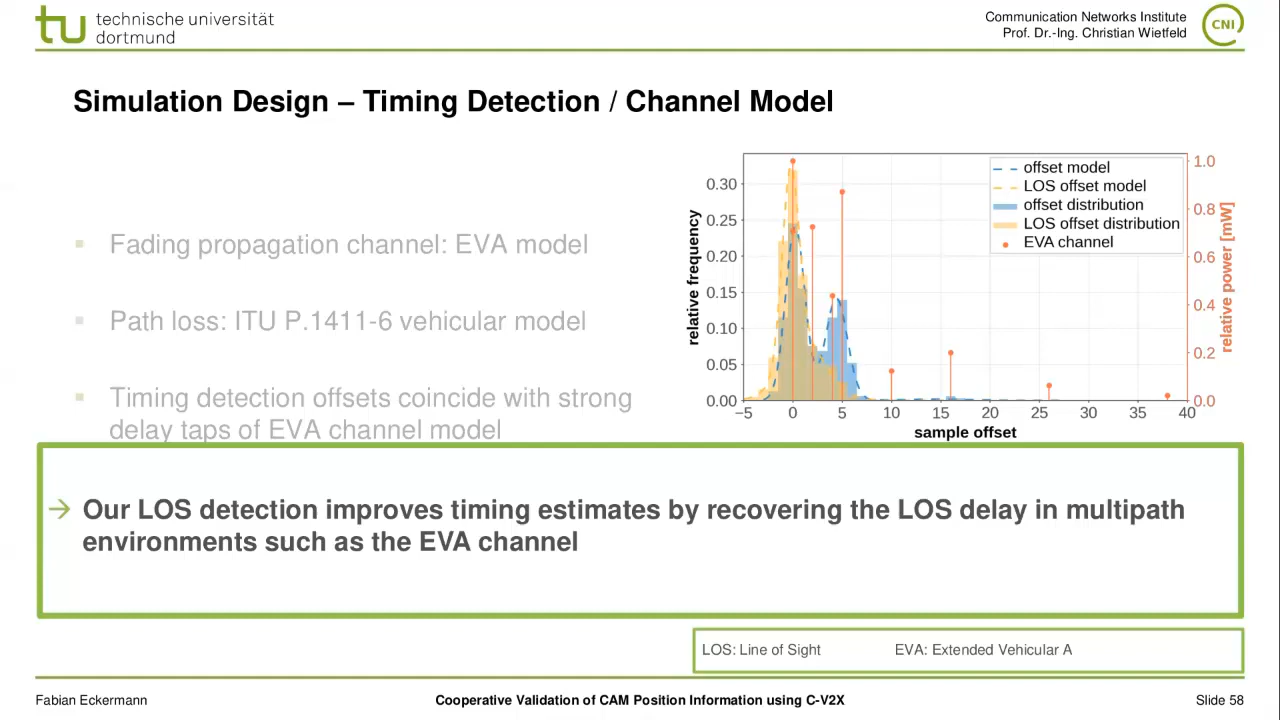 technische universität
dortmund
Communication Networks Institute
Prof. Dr.-Ing. Christian Wietfeld
CNI
Simulation Design – Timing Detection / Channel Model
▪ Fading propagation channel: EVA model
▪ Path loss: ITU P.1411-6 vehicular model
▪ Timing detection offsets coincide with strong
delay taps of EVA channel model
offset model
LOS offset model
offset distribution
LOS offset distribution
EVA channel
relative frequency
0.30
0.25
0.20
0.15
0.10
0.05
0.00
1.0
0.8
0.6
0.4
0.2
0.0
relative power [mW]
−5 0 5 10 15 20 25 30 35 40
sample offset
→ Our LOS detection improves timing estimates by recovering the LOS delay in multipath
environments such as the EVA channel
LOS: Line of Sight EVA: Extended Vehicular A
Fabian Eckermann Cooperative Validation of CAM Position Information using C-V2X Slide 58